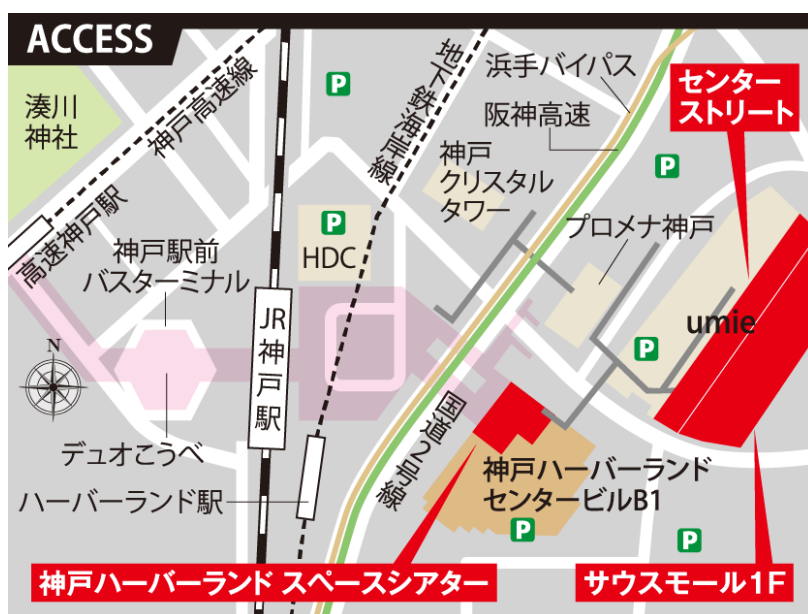 ACCESS
湊川
神社
神戸高速線
高速神戸駅
地下鉄海岸線
浜手バイパス
阪神高速
センター
ストリート
神戸
クリスタル
タワー
プロメナ神戸
P
P
P
HDC
神戸駅前
バスターミナル
JR神戸駅
umie
P
N
デュオこうべ
ハーバーランド駅
国道2号線
神戸ハーバーランド
センタービルB1
P
P
神戸ハーバーランド スペースシアター
サウスモール1F